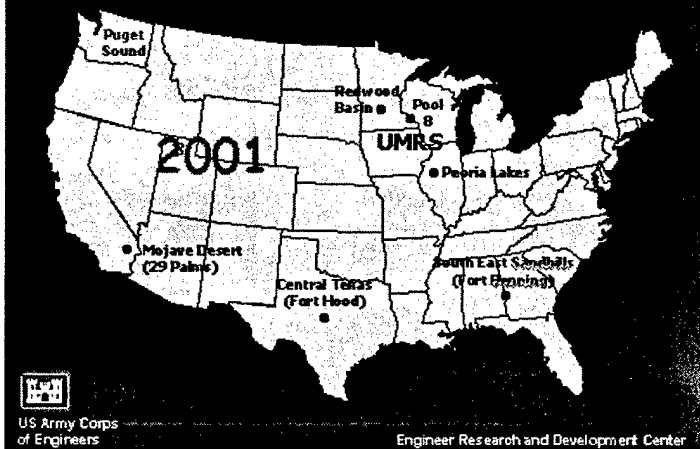 Puget
Sound
Redwood
Basin
Pool
8
UMRS
2001
Peoria Lakes
Mojave Desert
(29 Palms)
Central Texas
(Fort Hood)
South East Sandhills
(Fort Benning)
US Army Corps
of Engineers
Engineer Research and Development Center